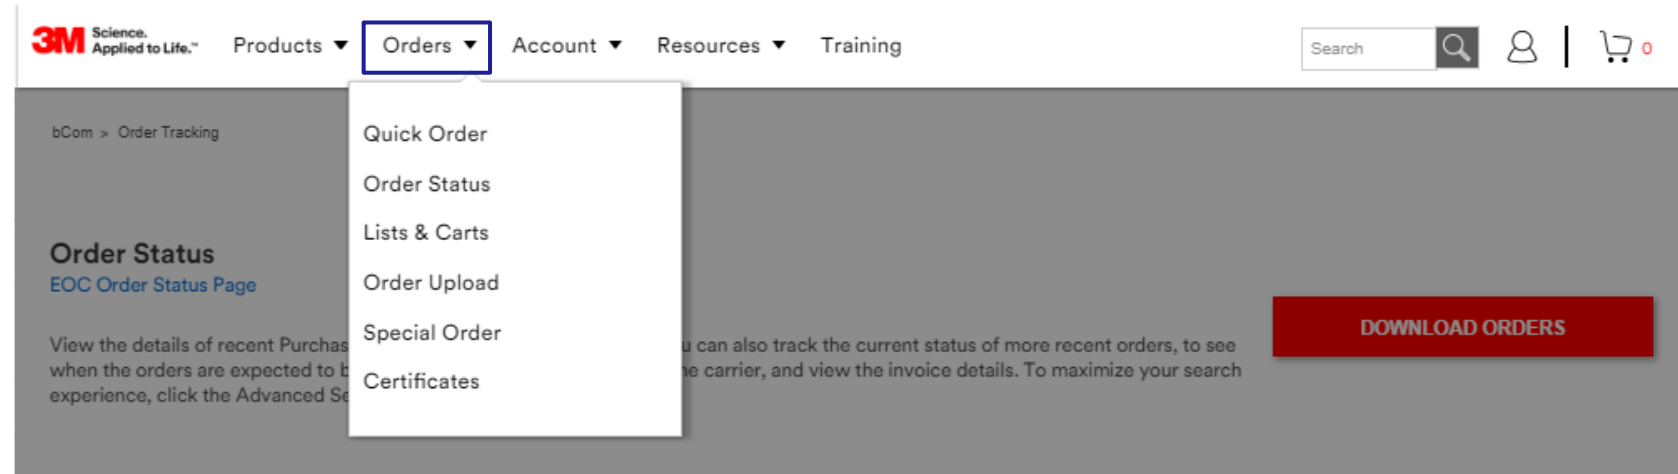 3M Science.
Applied to Life.™
Products ▼ Orders ▼ Account ▼ Resources ▼ Training
Search
0
bCom > Order Tracking
Quick Order
Order Status
Lists & Carts
Order Upload
Special Order
Certificates
Order Status
EOC Order Status Page
View the details of recent can also track the current status of more recent orders, to see
when the orders are expected to carrier, and view the invoice details. To maximize your search
experience, click the Advanced
DOWNLOAD ORDERS